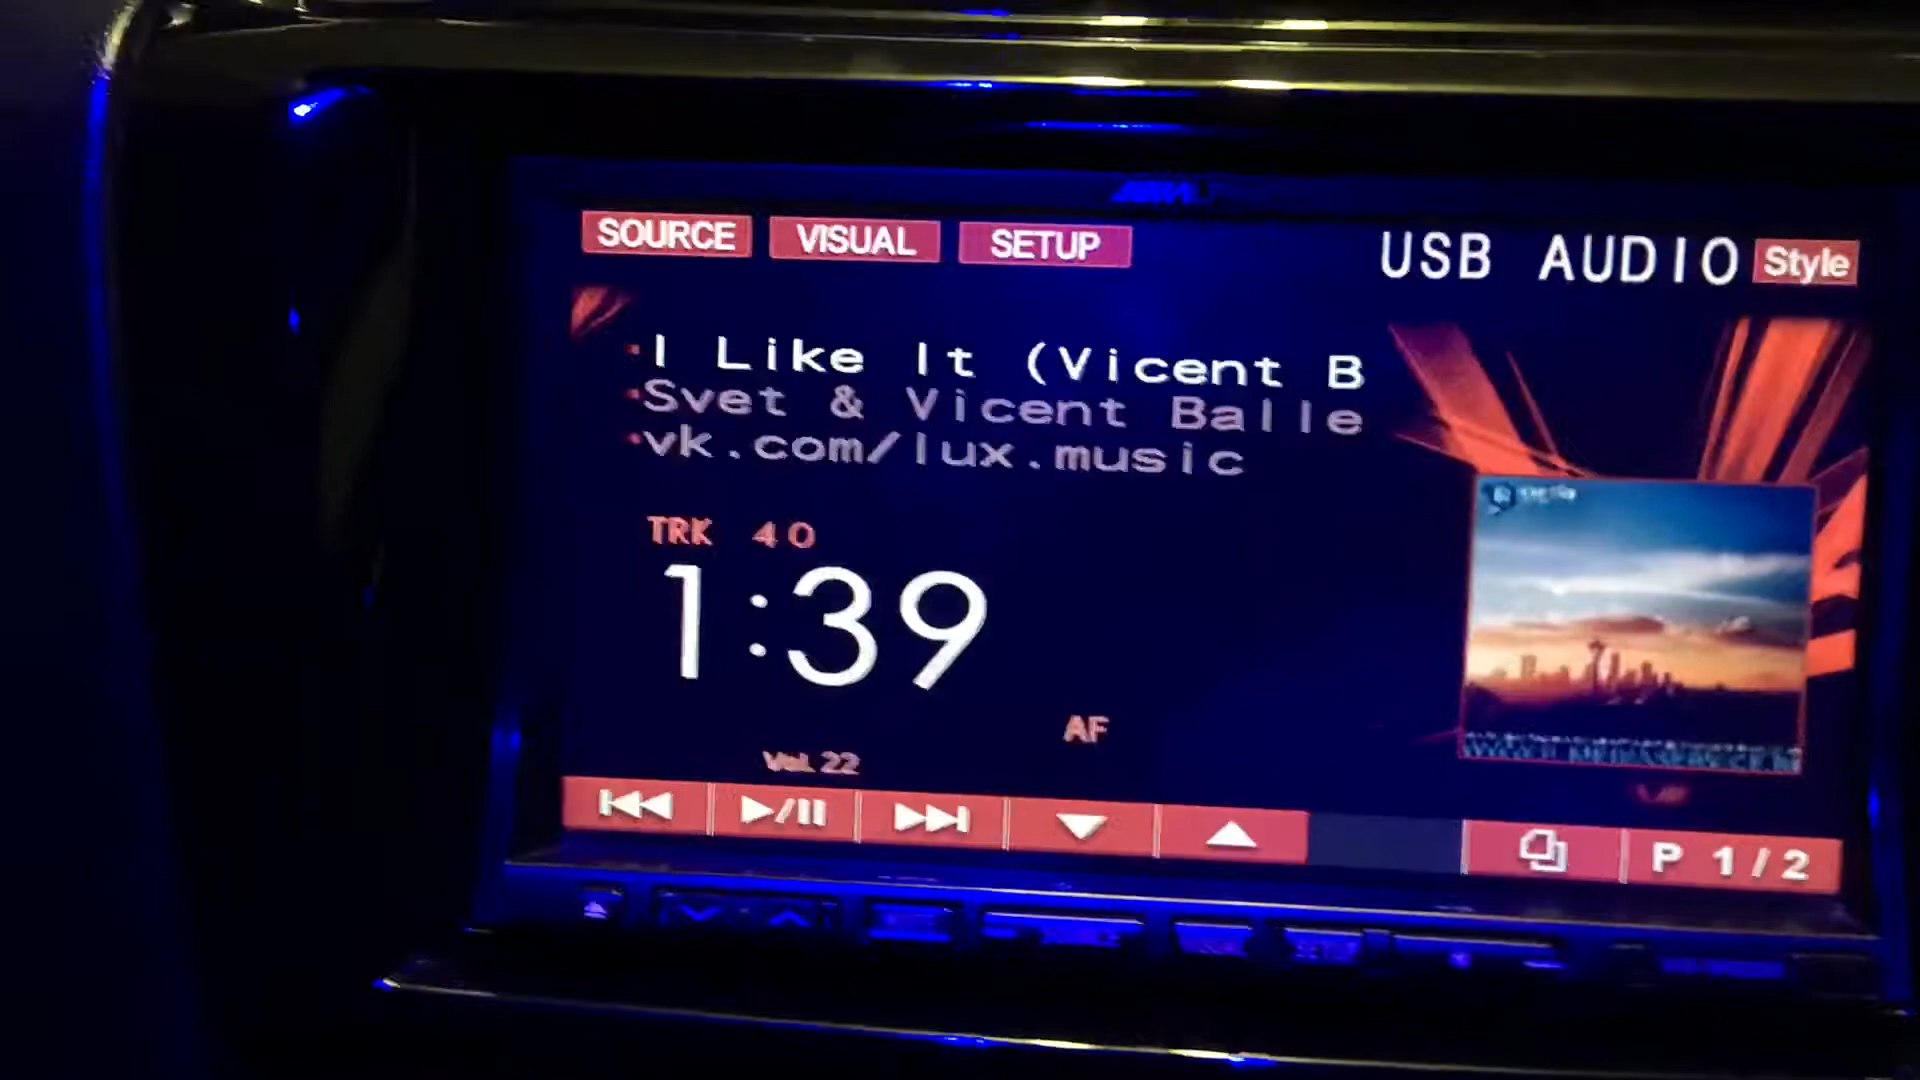 SOURCE VISUAL SETUP USB AUDIO Style
I Like It (Vicent B
Svet & Vicent Balle
vk.com/lux.music
TRK 40
1:39
AF
Vol. 22
P 1/2